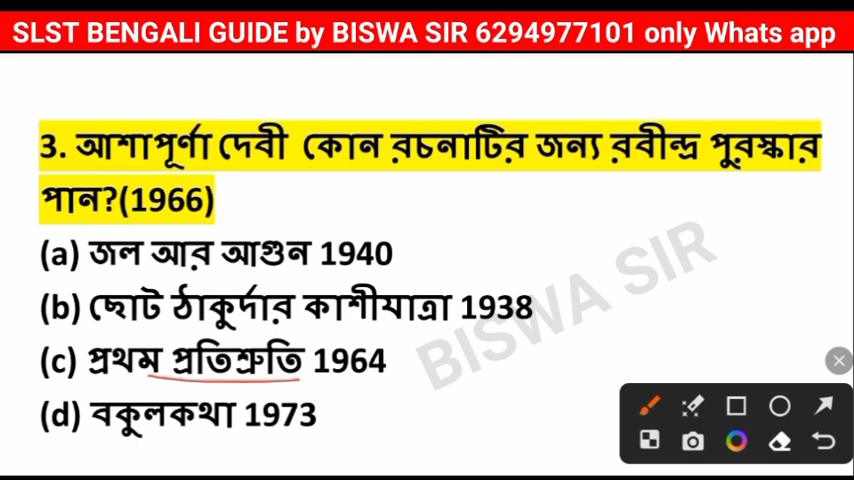 SLST BENGALI GUIDE by BISWA SIR 6294977101 only Whats app
3. আশাপূর্ণা দেবী কোন রচনাটির জন্য রবীন্দ্র পুরস্কার
পান?(1966)
(a) জল আর আগুন 1940
(b) ছোট ঠাকুর্দার কাশীযাত্রা 1938
(c) প্রথম প্রতিশ্রুতি 1964
(d) বকুলকথা 1973
BISWA SIR